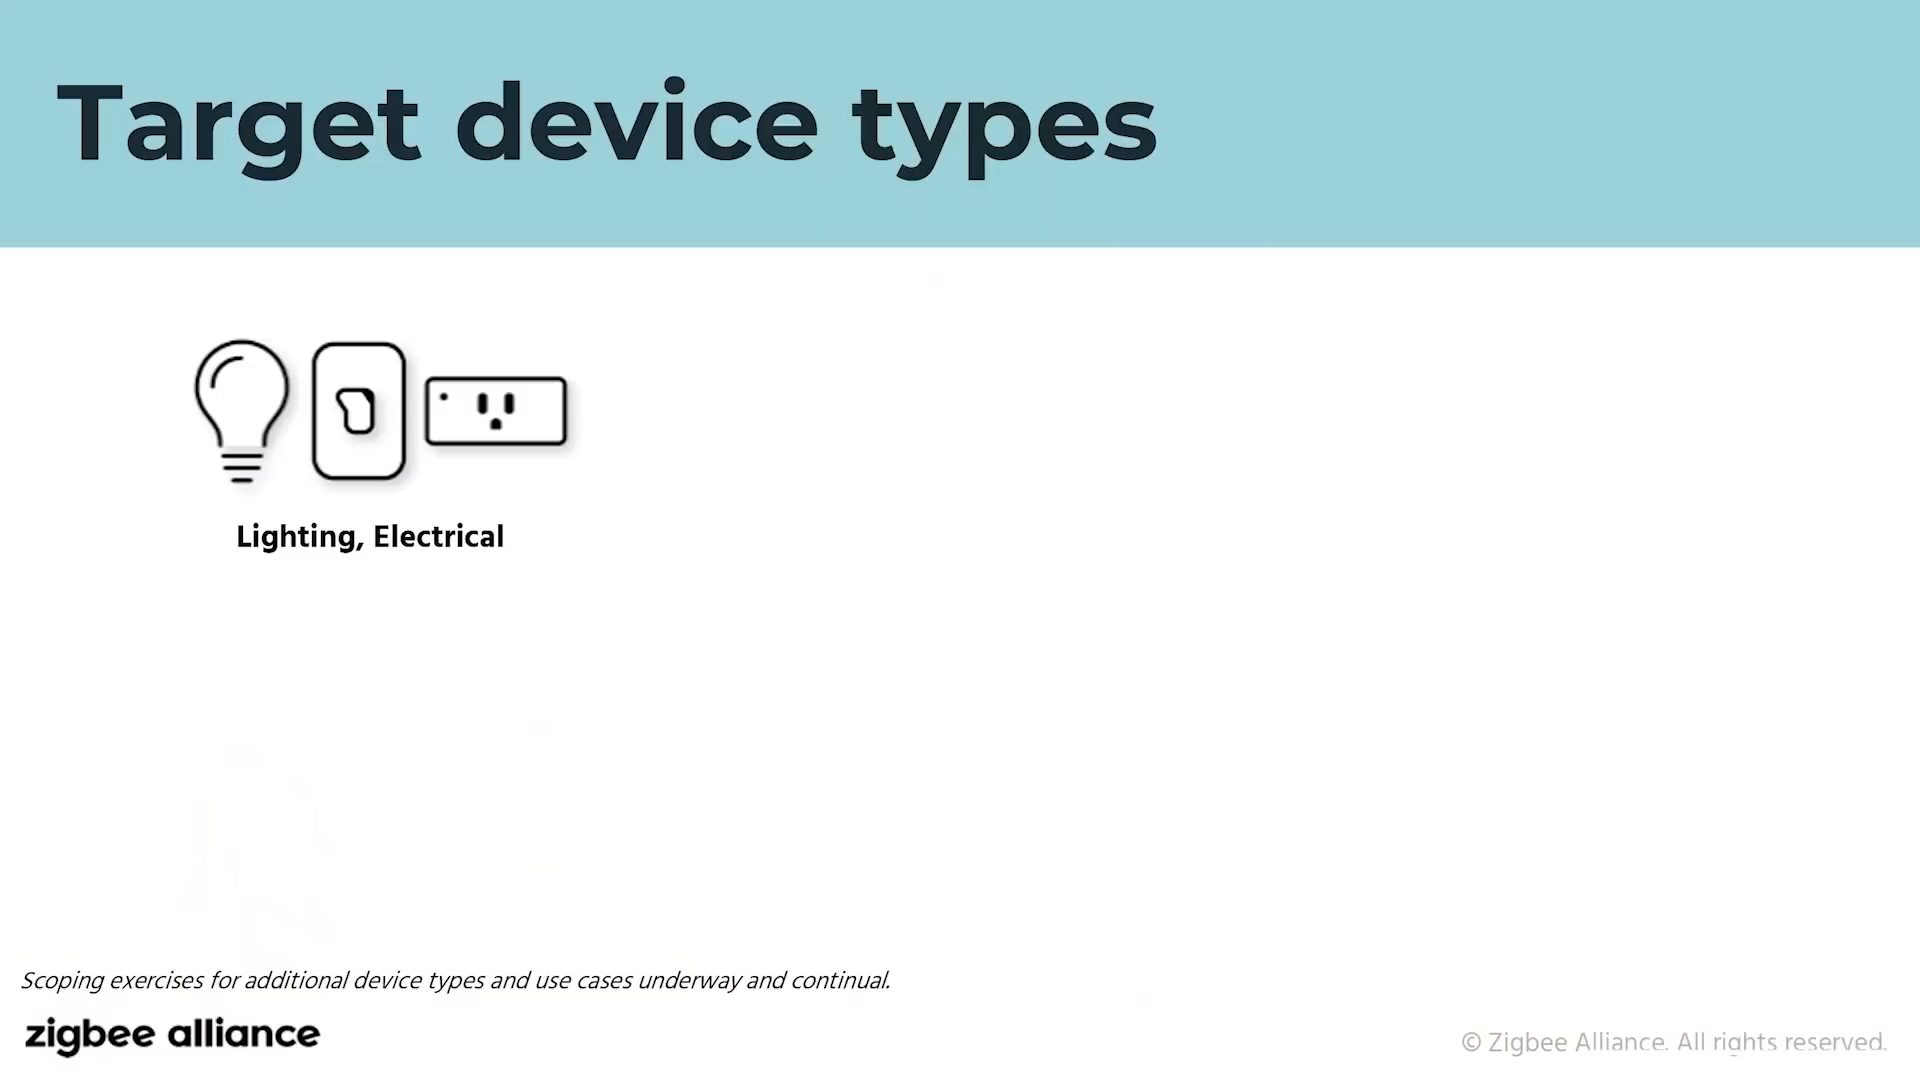 Target device types
Lighting, Electrical
Scoping exercises for additional device types and use cases underway and continual.
zigbee alliance
© Zigbee Alliance. All rights reserved.